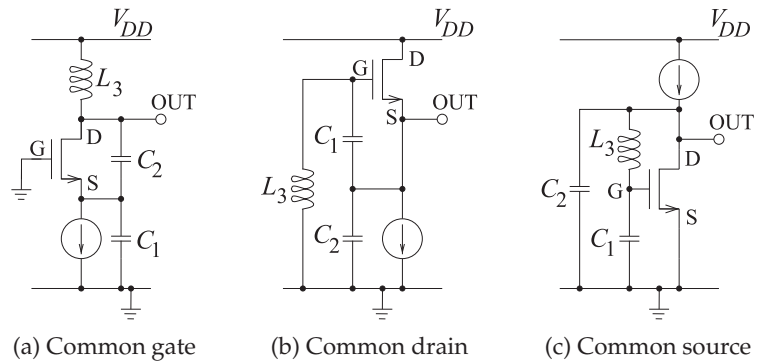 V_DD
L_3
OUT
D
G
C_2
S
C_1
(a) Common gate
V_DD
D
G
S
OUT
C_1
L_3
C_2
(b) Common drain
V_DD
OUT
L_3
D
C_2
G
S
C_1
(c) Common source